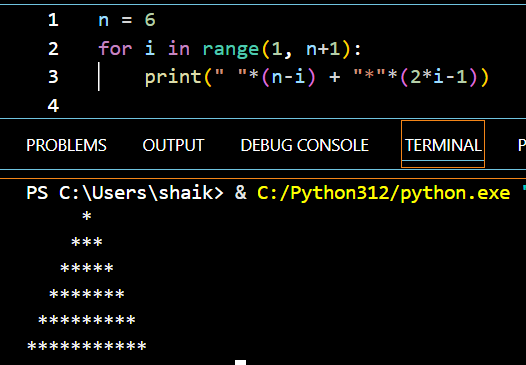 1 n = 6
2 for i in range(1, n+1):
3     print(" "*(n-i) + "*"*(2*i-1))
4
PROBLEMS OUTPUT DEBUG CONSOLE TERMINAL P
PS C:\Users\shaik> & C:/Python312/python.exe "
     *
    ***
   *****
  *******
 *********
***********